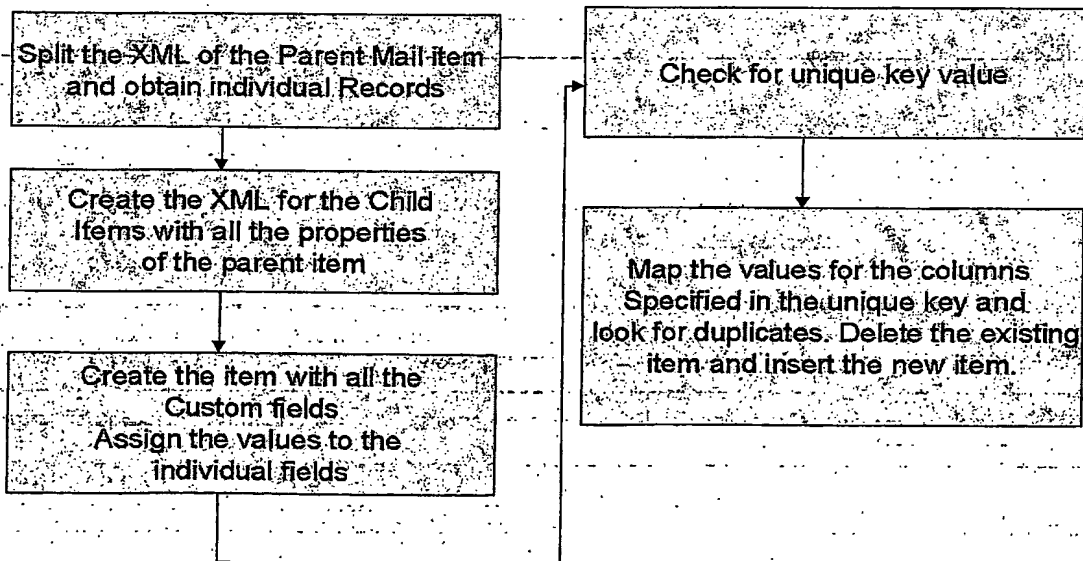 Split the XML of the Parent Mail item
and obtain individual Records
Create the XML for the Child
Items with all the properties
of the parent item
Create the item with all the
Custom fields
Assign the values to the
individual fields
Check for unique key value
Map the values for the columns
Specified in the unique key and
look for duplicates. Delete the existing
item and insert the new item.